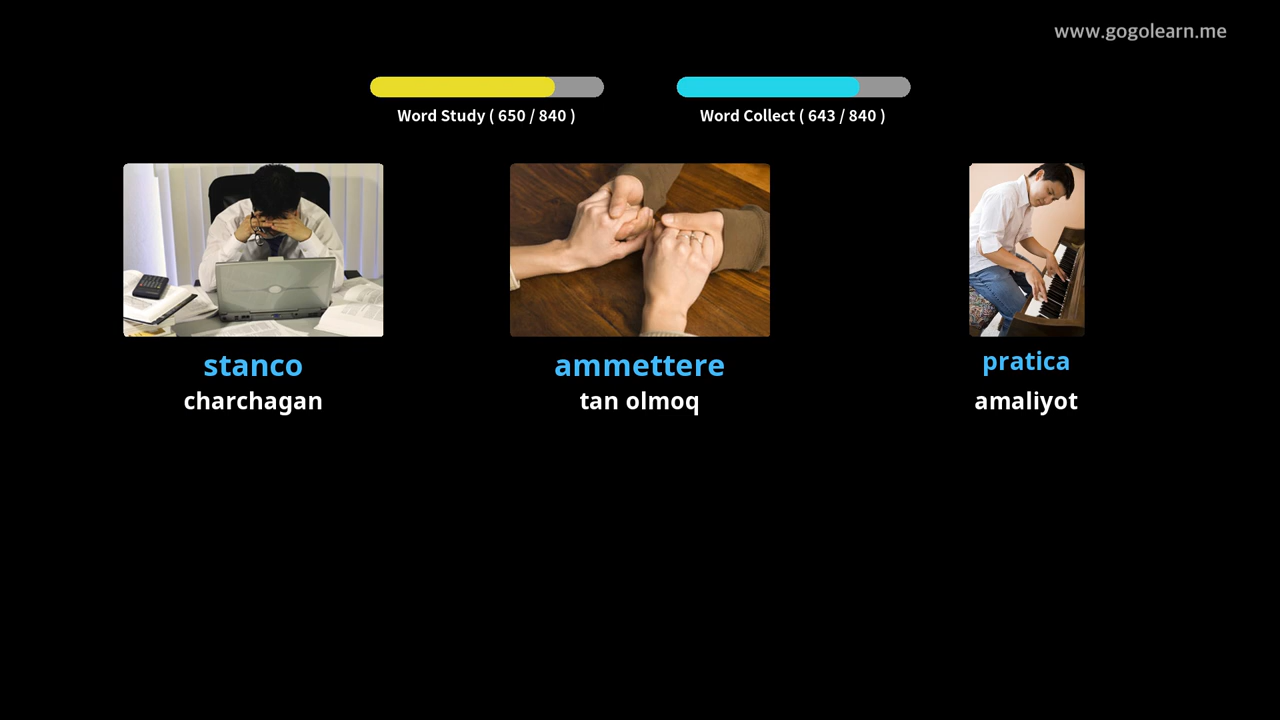 www.gogolearn.me
Word Study ( 650 / 840 )
Word Collect ( 643 / 840 )
stanco
charchagan
ammettere
tan olmoq
pratica
amaliyot